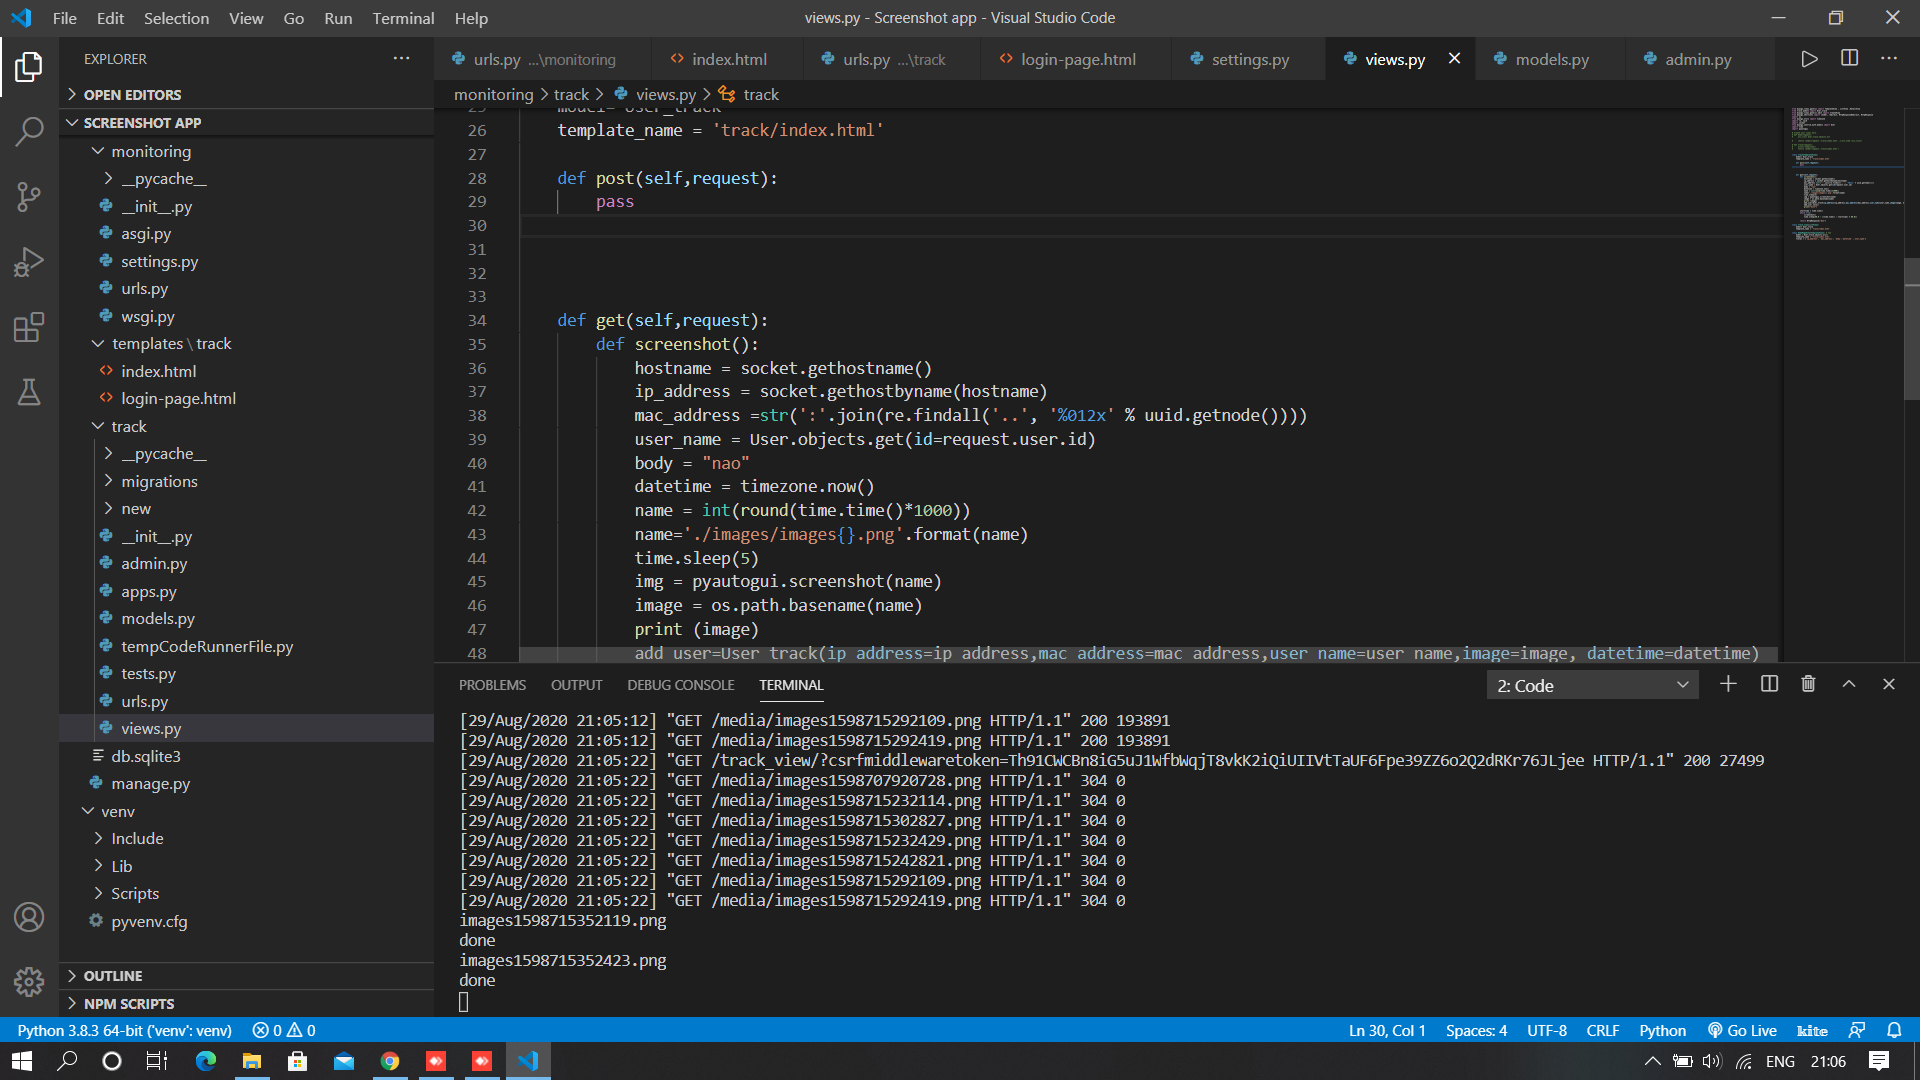 File Edit Selection View Go Run Terminal Help
views.py - Screenshot app - Visual Studio Code
EXPLORER
OPEN EDITORS
SCREENSHOT APP
monitoring
__pycache__
__init__.py
asgi.py
settings.py
urls.py
wsgi.py
templates \ track
index.html
login-page.html
track
__pycache__
migrations
new
__init__.py
admin.py
apps.py
models.py
tempCodeRunnerFile.py
tests.py
urls.py
views.py
db.sqlite3
manage.py
venv
Include
Lib
Scripts
pyvenv.cfg
OUTLINE
NPM SCRIPTS
urls.py ...\monitoring index.html urls.py ...\track login-page.html settings.py views.py models.py admin.py
monitoring > track > views.py > track
26 template_name = 'track/index.html'
27
28 def post(self,request):
29 pass
30
31
32
33
34 def get(self,request):
35 def screenshot():
36 hostname = socket.gethostname()
37 ip_address = socket.gethostbyname(hostname)
38 mac_address =str(':'.join(re.findall('..', '%012x' % uuid.getnode())))
39 user_name = User.objects.get(id=request.user.id)
40 body = "nao"
41 datetime = timezone.now()
42 name = int(round(time.time()*1000))
43 name='./images/images{}.png'.format(name)
44 time.sleep(5)
45 img = pyautogui.screenshot(name)
46 image = os.path.basename(name)
47 print (image)
48 add_user=User_track(ip_address=ip_address,mac_address=mac_address,user_name=user_name,image=image, datetime=datetime)
PROBLEMS OUTPUT DEBUG CONSOLE TERMINAL
2: Code
[29/Aug/2020 21:05:12] "GET /media/images1598715292109.png HTTP/1.1" 200 193891
[29/Aug/2020 21:05:12] "GET /media/images1598715292419.png HTTP/1.1" 200 193891
[29/Aug/2020 21:05:22] "GET /track_view/?csrfmiddlewaretoken=Th91CWCBn8iG5uJ1WfbWqjT8vkK2iQiUIIVtTaUF6Fpe39ZZ6o2Q2dRKr76JLjee HTTP/1.1" 200 27499
[29/Aug/2020 21:05:22] "GET /media/images1598707920728.png HTTP/1.1" 304 0
[29/Aug/2020 21:05:22] "GET /media/images1598715232114.png HTTP/1.1" 304 0
[29/Aug/2020 21:05:22] "GET /media/images1598715302827.png HTTP/1.1" 304 0
[29/Aug/2020 21:05:22] "GET /media/images1598715232429.png HTTP/1.1" 304 0
[29/Aug/2020 21:05:22] "GET /media/images1598715242821.png HTTP/1.1" 304 0
[29/Aug/2020 21:05:22] "GET /media/images1598715292109.png HTTP/1.1" 304 0
[29/Aug/2020 21:05:22] "GET /media/images1598715292419.png HTTP/1.1" 304 0
images1598715352119.png
done
images1598715352423.png
done
Python 3.8.3 64-bit ('venv': venv) 0 0
Ln 30, Col 1 Spaces: 4 UTF-8 CRLF Python Go Live kite
ENG 21:06